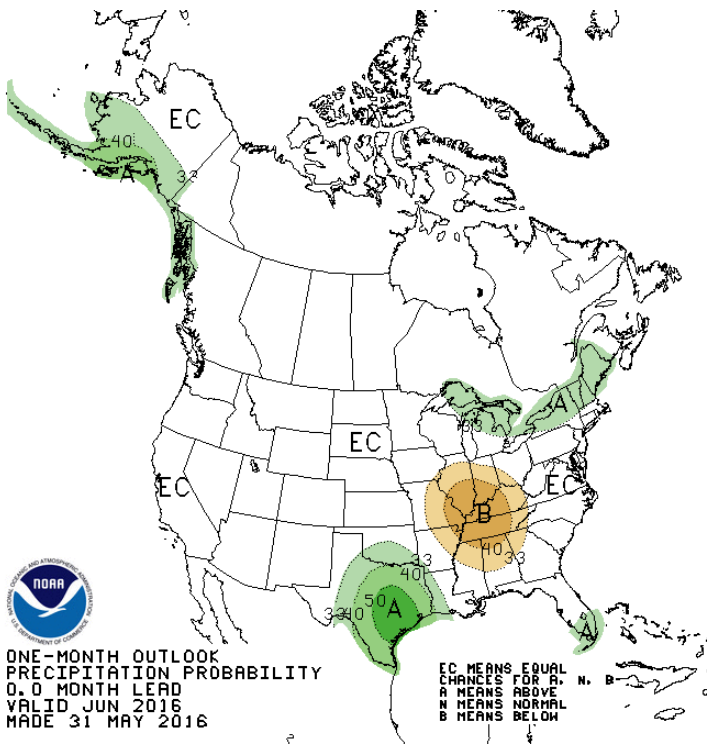 EC
40
A
33
A
33
EC
EC
EC
B
40
33
33
40
50
33
40
A
A
NATIONAL OCEANIC AND ATMOSPHERIC ADMINISTRATION
NOAA
U.S. DEPARTMENT OF COMMERCE
ONE-MONTH OUTLOOK
PRECIPITATION PROBABILITY
0.0 MONTH LEAD
VALID JUN 2016
MADE 31 MAY 2016
EC MEANS EQUAL
CHANCES FOR A, N, B
A MEANS ABOVE
N MEANS NORMAL
B MEANS BELOW